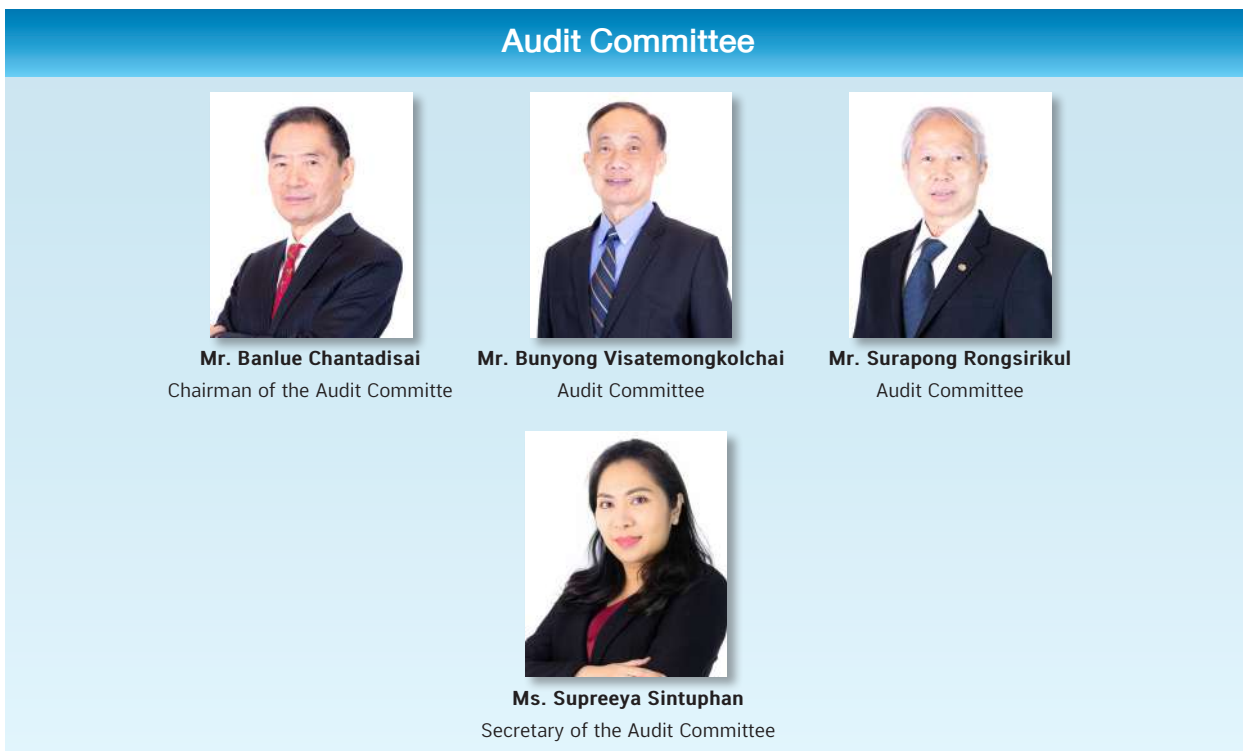 Audit Committee
Mr. Banlue Chantadisai
Chairman of the Audit Committe
Mr. Bunyong Visatemongkolchai
Audit Committee
Mr. Surapong Rongsirikul
Audit Committee
Ms. Supreeya Sintuphan
Secretary of the Audit Committee